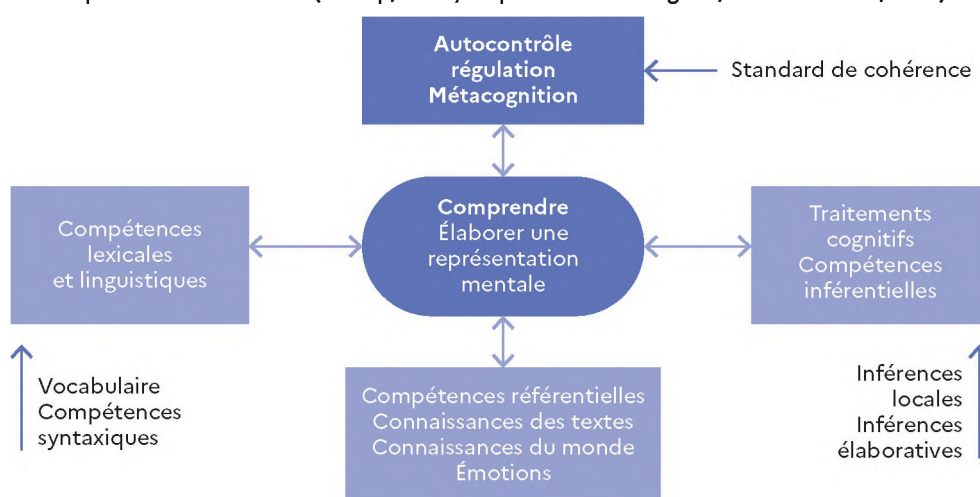 Autocontrôle
régulation
Métacognition
Standard de cohérence
Compétences
lexicales
et linguistiques
Comprendre
Élaborer une
représentation
mentale
Traitements
cognitifs
Compétences
inférentielles
Vocabulaire
Compétences
syntaxiques
Compétences référentielles
Connaissances des textes
Connaissances du monde
Émotions
Inférences
locales
Inférences
élaboratives